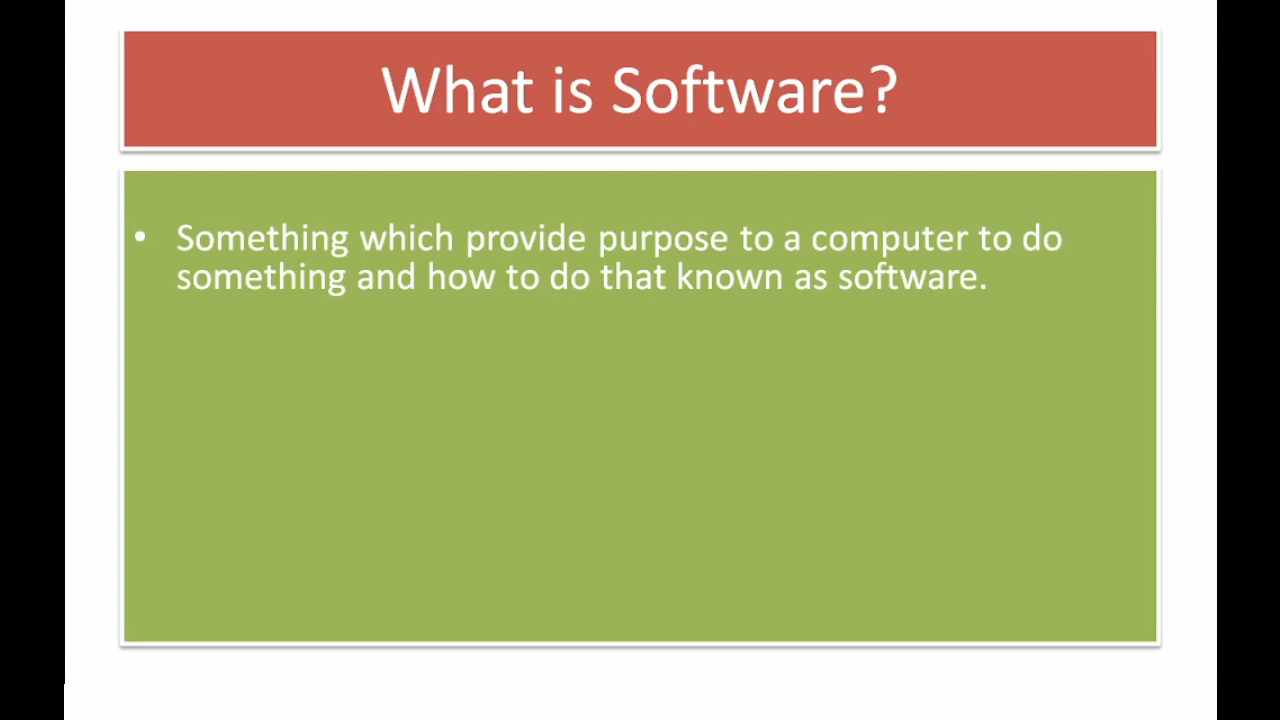 What is Software?
• Something which provide purpose to a computer to do
something and how to do that known as software.